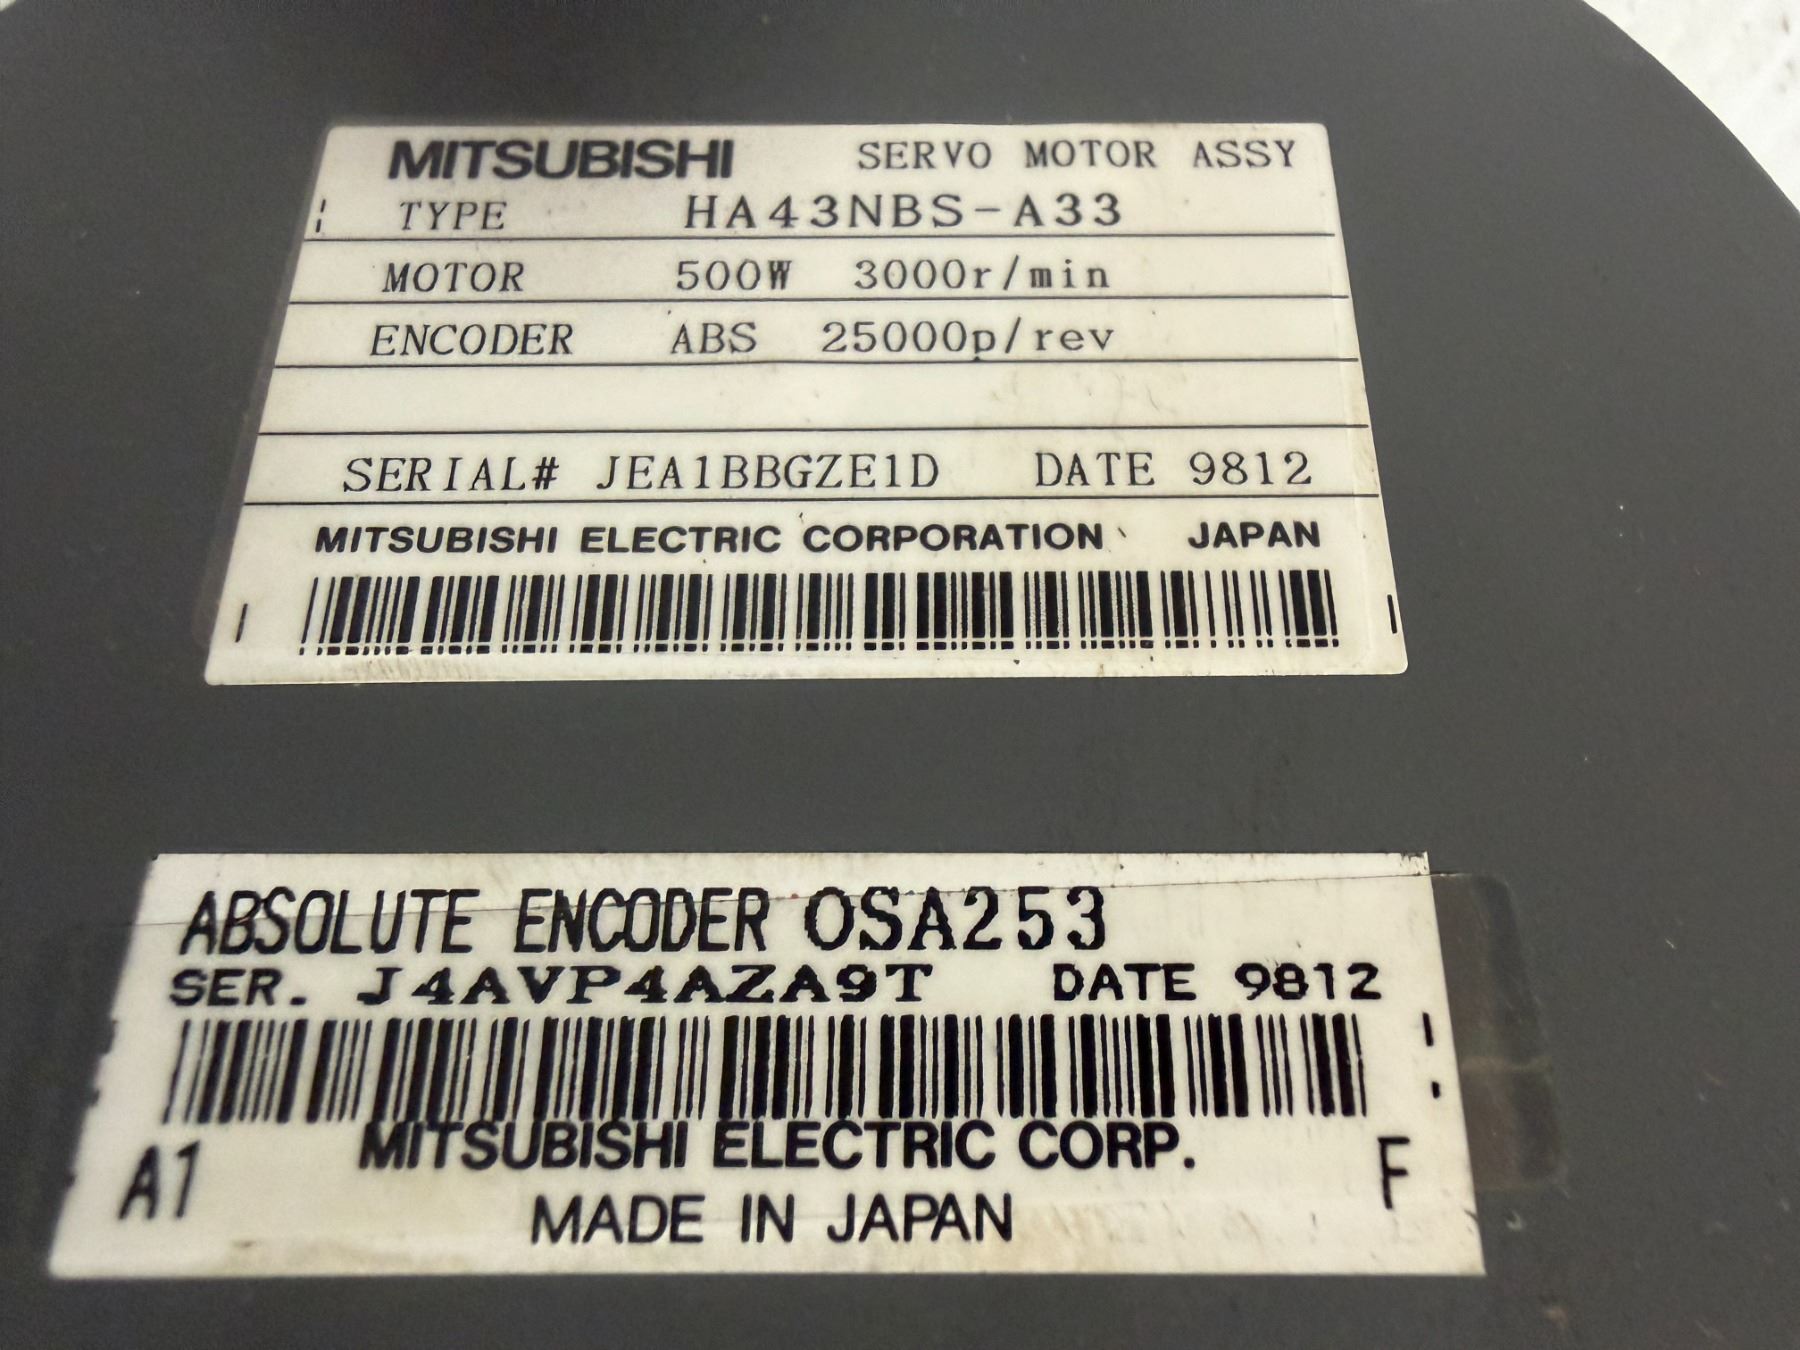 MITSUBISHI SERVO MOTOR ASSY
TYPE HA43NBS-A33
MOTOR 500W 3000r/min
ENCODER ABS 25000p/rev
SERIAL# JEA1BBGZE1D DATE 9812
MITSUBISHI ELECTRIC CORPORATION JAPAN
ABSOLUTE ENCODER OSA253
SER. J4AVP4AZA9T DATE 9812
MITSUBISHI ELECTRIC CORP.
A1 F
MADE IN JAPAN